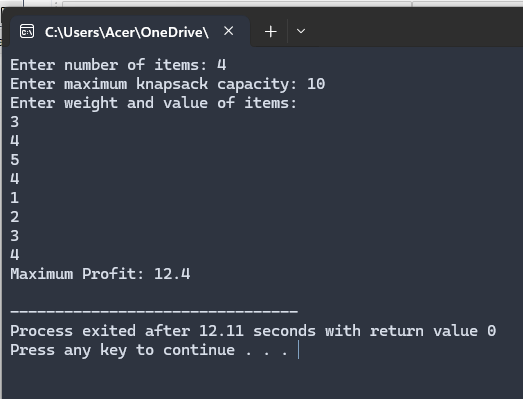 C:\Users\Acer\OneDrive\
Enter number of items: 4
Enter maximum knapsack capacity: 10
Enter weight and value of items:
3
4
5
4
1
2
3
4
Maximum Profit: 12.4
--------------------------------
Process exited after 12.11 seconds with return value 0
Press any key to continue . . .